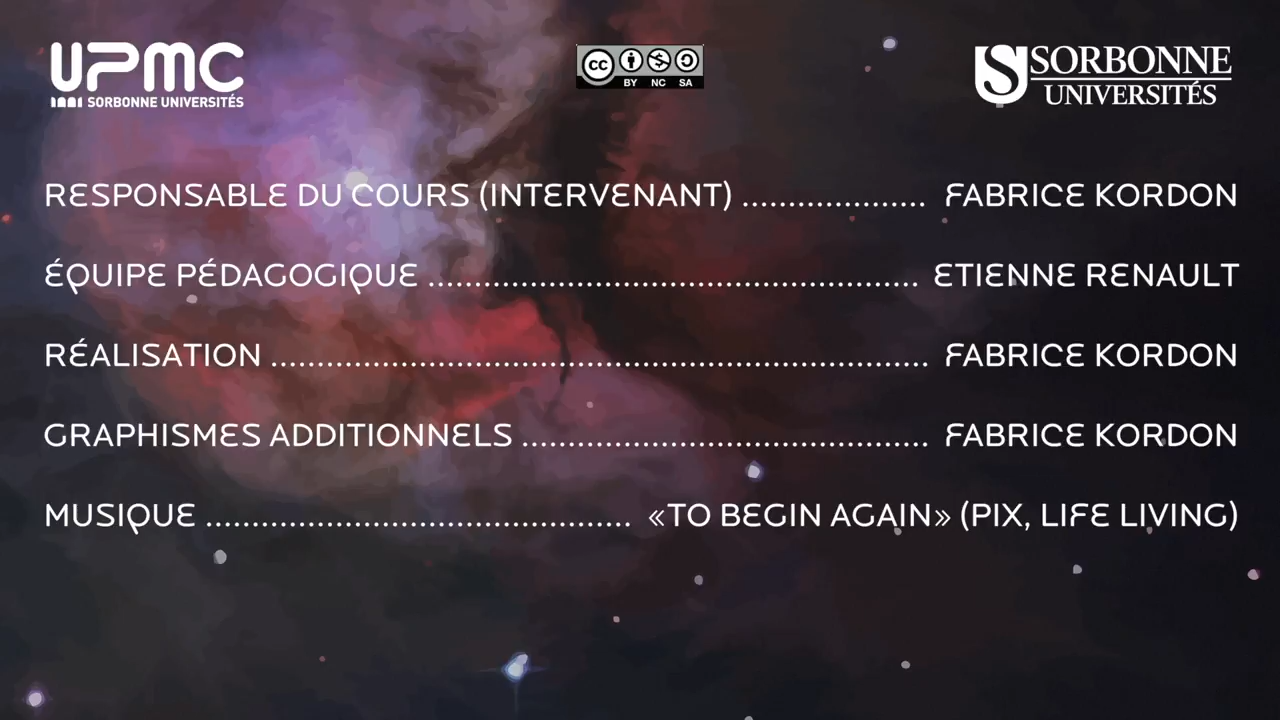 UPMC
SORBONNE UNIVERSITÉS
cc BY NC SA
SORBONNE
UNIVERSITÉS
RESPONSABLE DU COURS (INTERVENANT) .................... FABRICE KORDON
ÉQUIPE PÉDAGOGIQUE ..................................................... ETIENNE RENAULT
RÉALISATION ....................................................................... FABRICE KORDON
GRAPHISMES ADDITIONNELS ............................................ FABRICE KORDON
MUSIQUE .............................................. «TO BEGIN AGAIN» (PIX, LIFE LIVING)